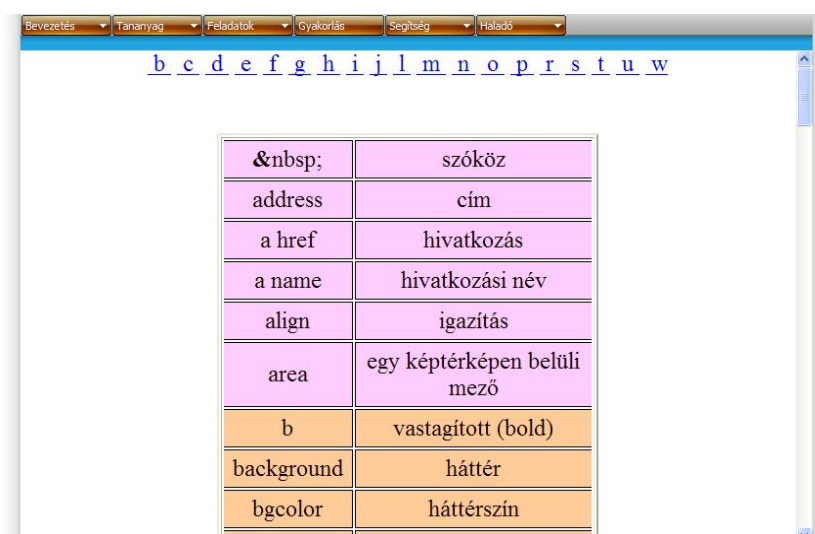 Bevezetés Tananyag Feladatok Gyakorlás Segítség Haladó
b c d e f g h i j l m n o p r s t u w
&nbsp; szóköz
address cím
a href hivatkozás
a name hivatkozási név
align igazítás
area egy képtérképen belüli
mező
b vastagított (bold)
background háttér
bgcolor háttérszín